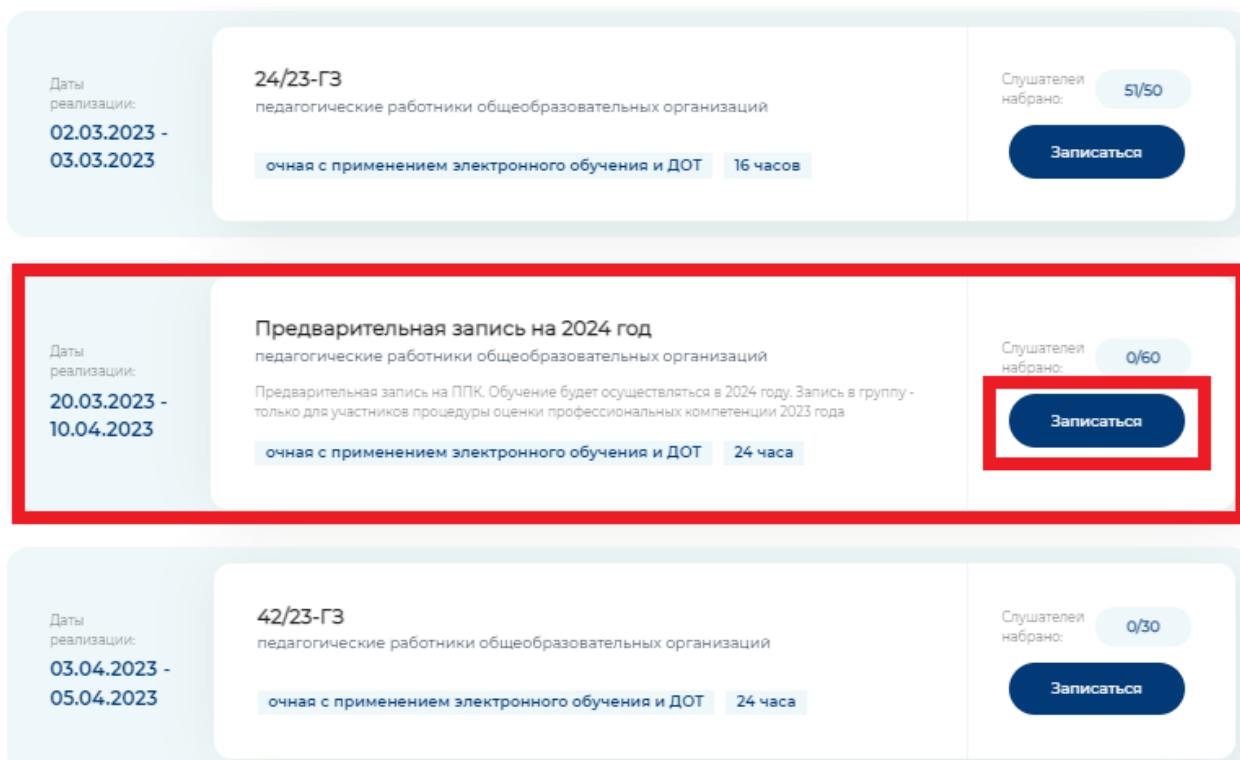 Даты
реализации:
02.03.2023 -
03.03.2023
24/23-ГЗ
педагогические работники общеобразовательных организаций
очная с применением электронного обучения и ДОТ
16 часов
Слушателей
набрано:
51/50
Записаться
Даты
реализации:
20.03.2023 -
10.04.2023
Предварительная запись на 2024 год
педагогические работники общеобразовательных организаций
Предварительная запись на ППК. Обучение будет осуществляться в 2024 году. Запись в группу -
только для участников процедуры оценки профессиональных компетенции 2023 года
очная с применением электронного обучения и ДОТ
24 часа
Слушателей
набрано:
0/60
Записаться
Даты
реализации:
03.04.2023 -
05.04.2023
42/23-ГЗ
педагогические работники общеобразовательных организаций
очная с применением электронного обучения и ДОТ
24 часа
Слушателей
набрано:
0/30
Записаться